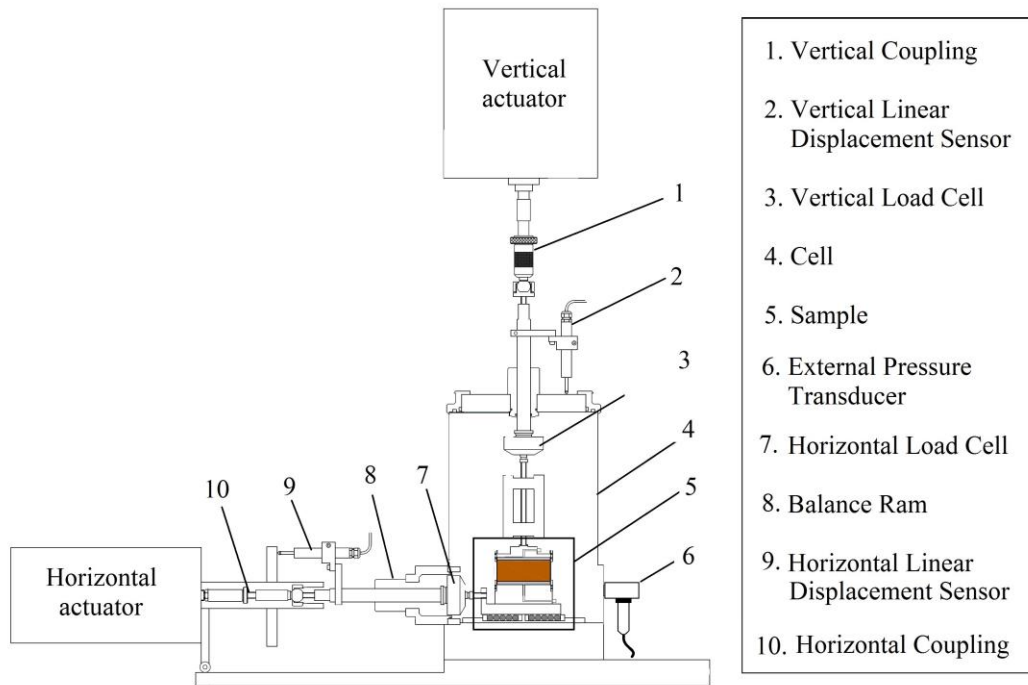 Vertical
actuator
1
2
3
4
5
6
7
8
9
10
Horizontal
actuator
1. Vertical Coupling
2. Vertical Linear
Displacement Sensor
3. Vertical Load Cell
4. Cell
5. Sample
6. External Pressure
Transducer
7. Horizontal Load Cell
8. Balance Ram
9. Horizontal Linear
Displacement Sensor
10. Horizontal Coupling